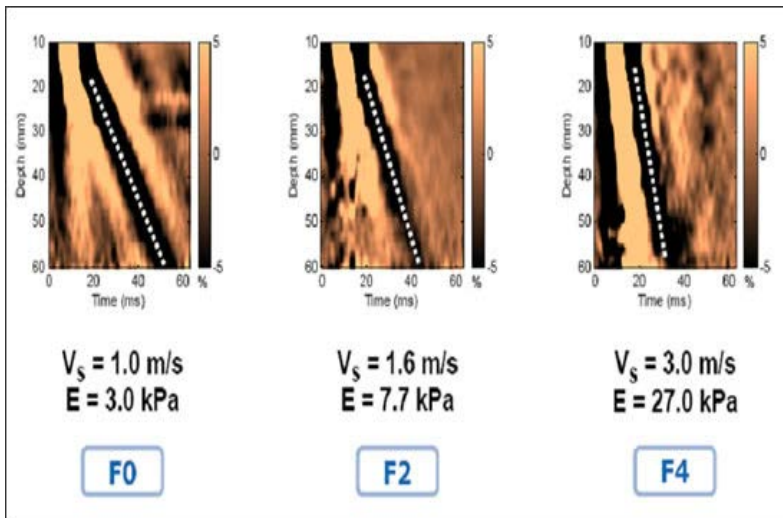 10
20
30
40
50
60
Depth (mm)
0 20 40 60
Time (ms)
5
0
-5
%
10
20
30
40
50
60
Depth (mm)
0 20 40 60
Time (ms)
5
0
-5
%
10
20
30
40
50
60
Depth (mm)
0 20 40 60
Time (ms)
5
0
-5
%
Vs = 1.0 m/s
E = 3.0 kPa
F0
Vs = 1.6 m/s
E = 7.7 kPa
F2
Vs = 3.0 m/s
E = 27.0 kPa
F4